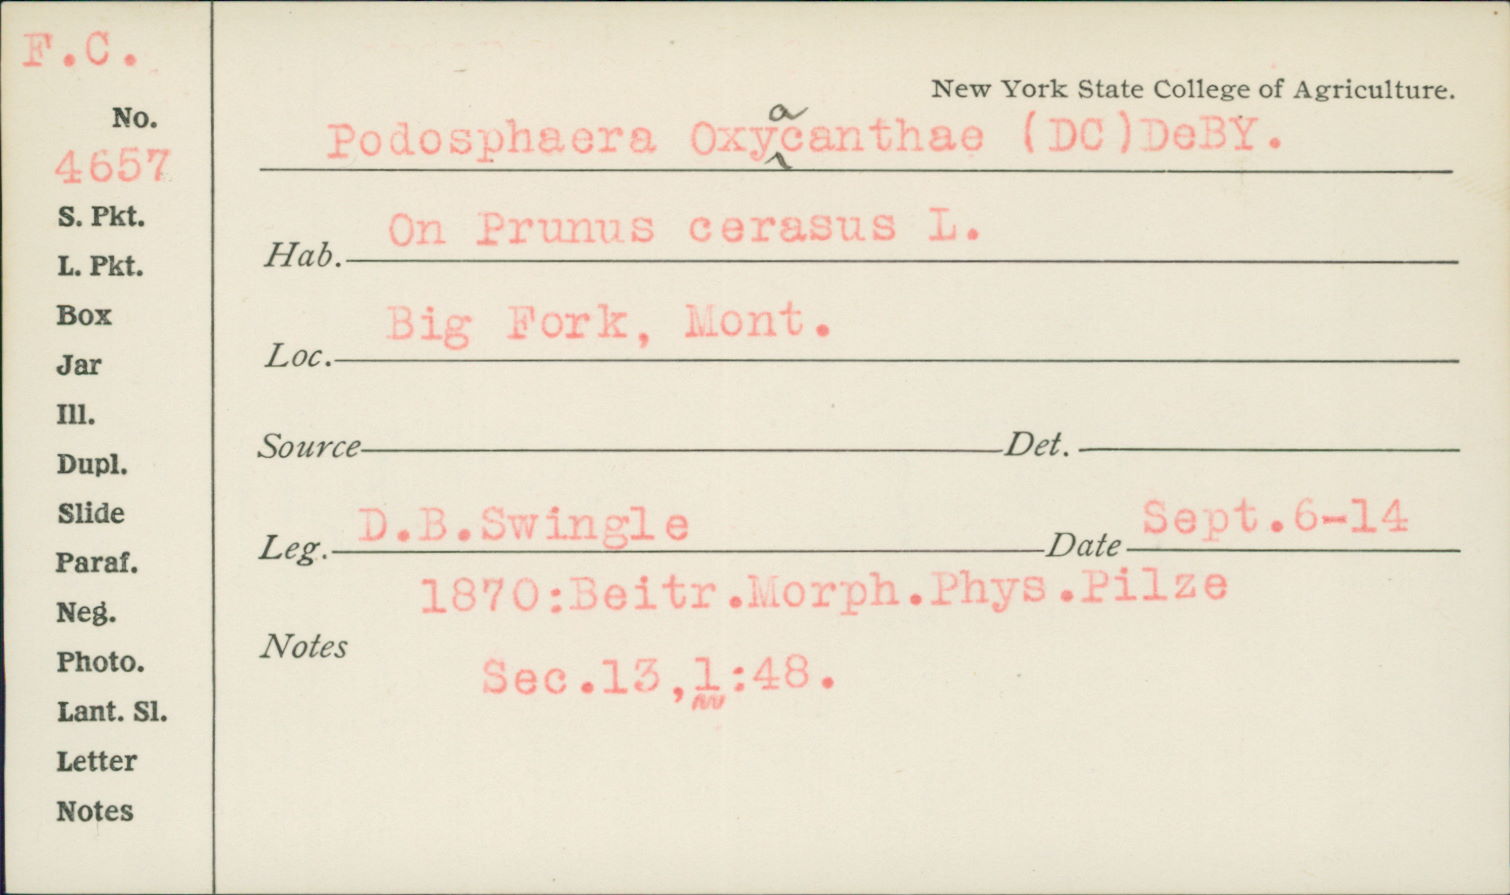 F.C.
New York State College of Agriculture.
No.
4657
Podosphaera Oxyacanthae (DC)DeBY.
S. Pkt.
Hab. On Prunus cerasus L.
L. Pkt.
Box
Loc. Big Fork, Mont.
Jar
Ill.
Source Det.
Dupl.
Slide
Leg. D.B.Swingle Date Sept.6-14
Paraf.
1870:Beitr.Morph.Phys.Pilze
Neg.
Notes
Photo.
Sec.13,1:48.
Lant. Sl.
Letter
Notes